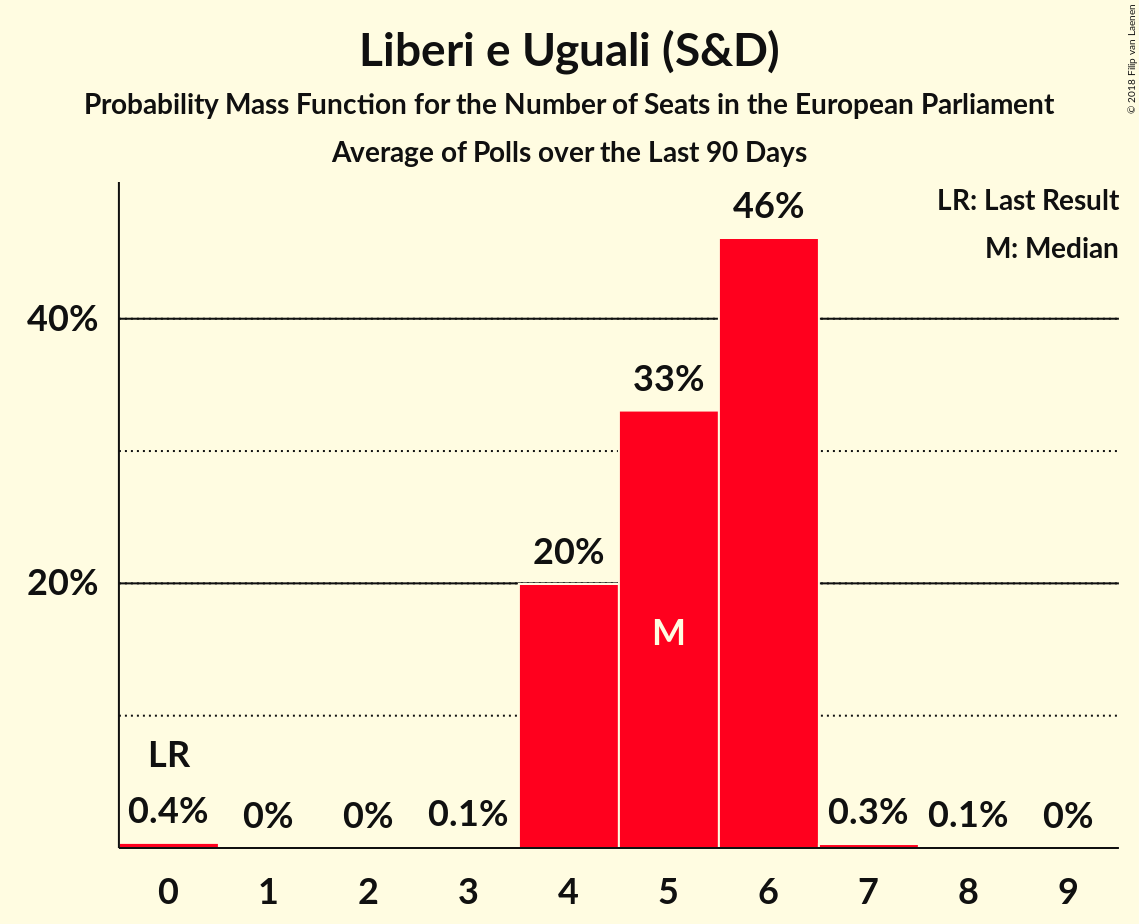 Liberi e Uguali (S&D)
Probability Mass Function for the Number of Seats in the European Parliament
Average of Polls over the Last 90 Days
© 2018 Filip van Laenen
LR: Last Result
M: Median
46%
40%
33%
20%
20%
M
LR
0.4% 0% 0% 0.1% 0.3% 0.1% 0%
0 1 2 3 4 5 6 7 8 9